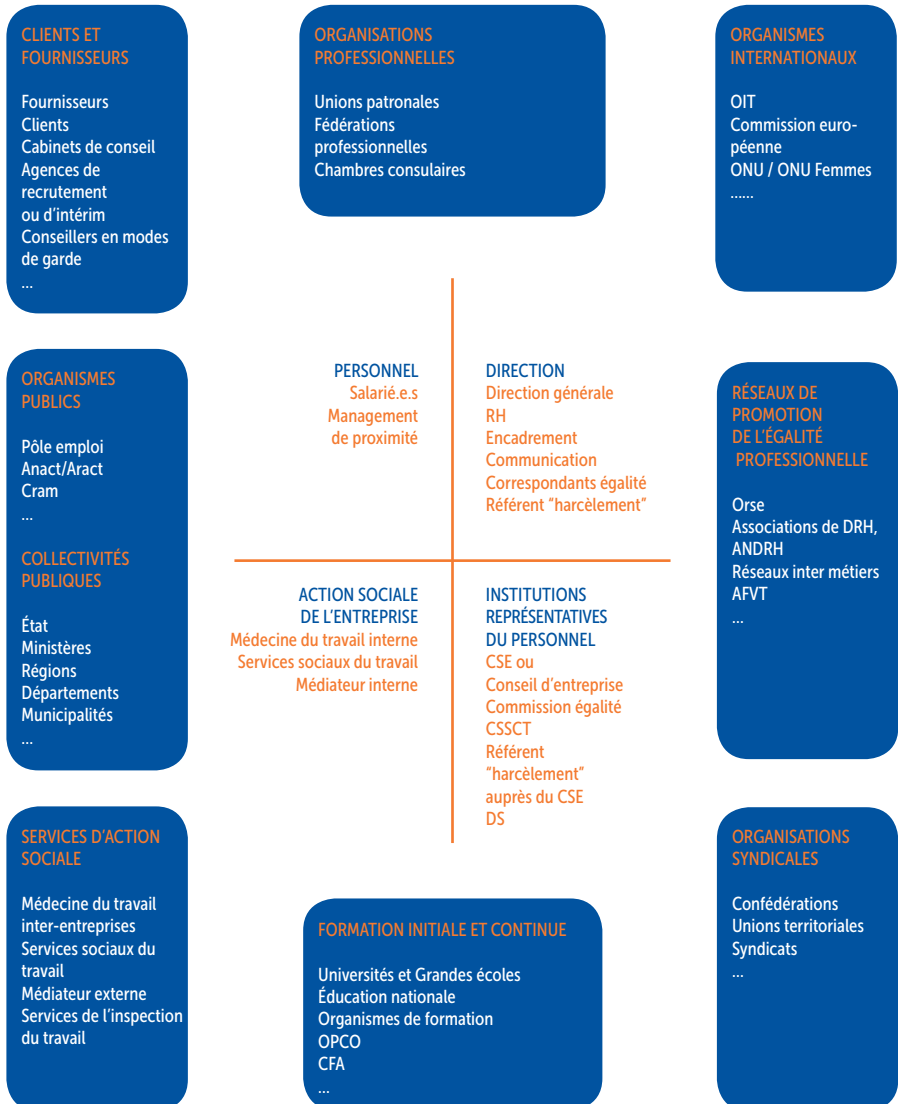 CLIENTS ET
FOURNISSEURS
Fournisseurs
Clients
Cabinets de conseil
Agences de
recrutement
ou d'intérim
Conseillers en modes
de garde
...
ORGANISATIONS
PROFESSIONNELLES
Unions patronales
Fédérations
professionnelles
Chambres consulaires
ORGANISMES
INTERNATIONAUX
OIT
Commission euro-
péenne
ONU / ONU Femmes
......
ORGANISMES
PUBLICS
Pôle emploi
Anact/Aract
Cram
...
COLLECTIVITÉS
PUBLIQUES
État
Ministères
Régions
Départements
Municipalités
...
PERSONNEL
Salarié.e.s
Management
de proximité
DIRECTION
Direction générale
RH
Encadrement
Communication
Correspondants égalité
Référent "harcèlement"
ACTION SOCIALE
DE L'ENTREPRISE
Médecine du travail interne
Services sociaux du travail
Médiateur interne
INSTITUTIONS
REPRÉSENTATIVES
DU PERSONNEL
CSE ou
Conseil d'entreprise
Commission égalité
CSSCT
Référent
"harcèlement"
auprès du CSE
DS
RÉSEAUX DE
PROMOTION
DE L'ÉGALITÉ
PROFESSIONNELLE
Orse
Associations de DRH,
ANDRH
Réseaux inter métiers
AFVT
...
SERVICES D'ACTION
SOCIALE
Médecine du travail
inter-entreprises
Services sociaux du
travail
Médiateur externe
Services de l'inspection
du travail
FORMATION INITIALE ET CONTINUE
Universités et Grandes écoles
Éducation nationale
Organismes de formation
OPCO
CFA
...
ORGANISATIONS
SYNDICALES
Confédérations
Unions territoriales
Syndicats
...